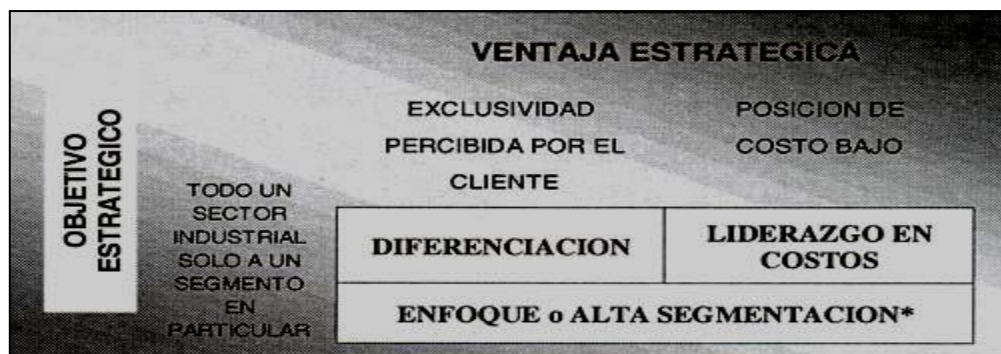 VENTAJA ESTRATEGICA
EXCLUSIVIDAD
PERCIBIDA POR EL
CLIENTE
POSICION DE
COSTO BAJO
OBJETIVO
ESTRATEGICO
TODO UN
SECTOR
INDUSTRIAL
SOLO A UN
SEGMENTO
EN
PARTICULAR
DIFERENCIACION
LIDERAZGO EN
COSTOS
ENFOQUE o ALTA SEGMENTACION*